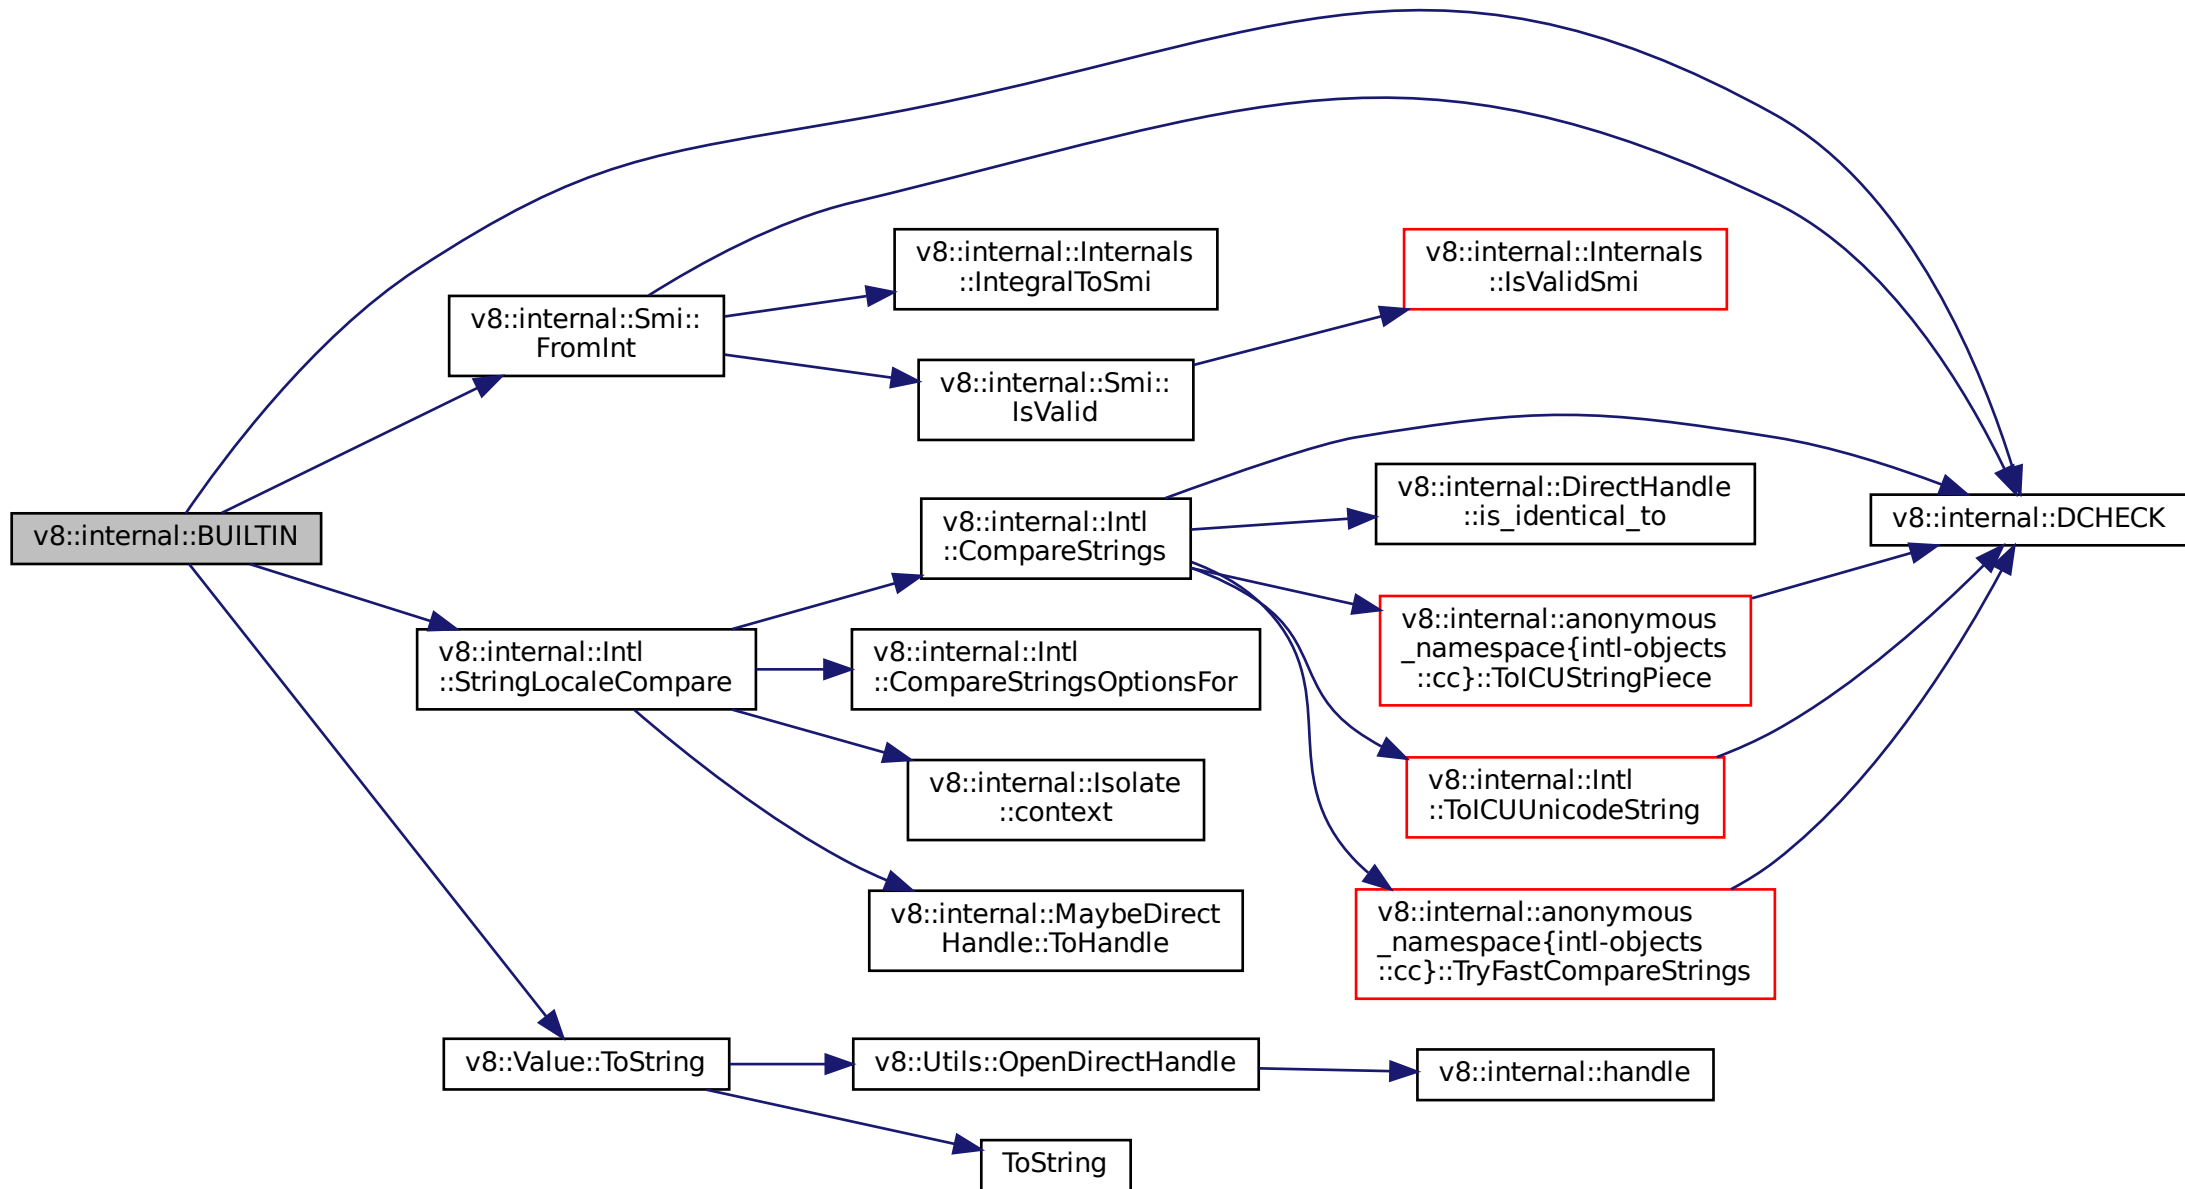 v8::internal::BUILTIN
v8::internal::Smi::
FromInt
v8::internal::Intl
::StringLocaleCompare
v8::Value::ToString
v8::internal::Internals
::IntegralToSmi
v8::internal::Smi::
IsValid
v8::internal::Intl
::CompareStrings
v8::internal::Intl
::CompareStringsOptionsFor
v8::internal::Isolate
::context
v8::internal::MaybeDirect
Handle::ToHandle
v8::Utils::OpenDirectHandle
ToString
v8::internal::Internals
::IsValidSmi
v8::internal::DirectHandle
::is_identical_to
v8::internal::anonymous
_namespace{intl-objects
::cc}::ToICUStringPiece
v8::internal::Intl
::ToICUUnicodeString
v8::internal::anonymous
_namespace{intl-objects
::cc}::TryFastCompareStrings
v8::internal::handle
v8::internal::DCHECK